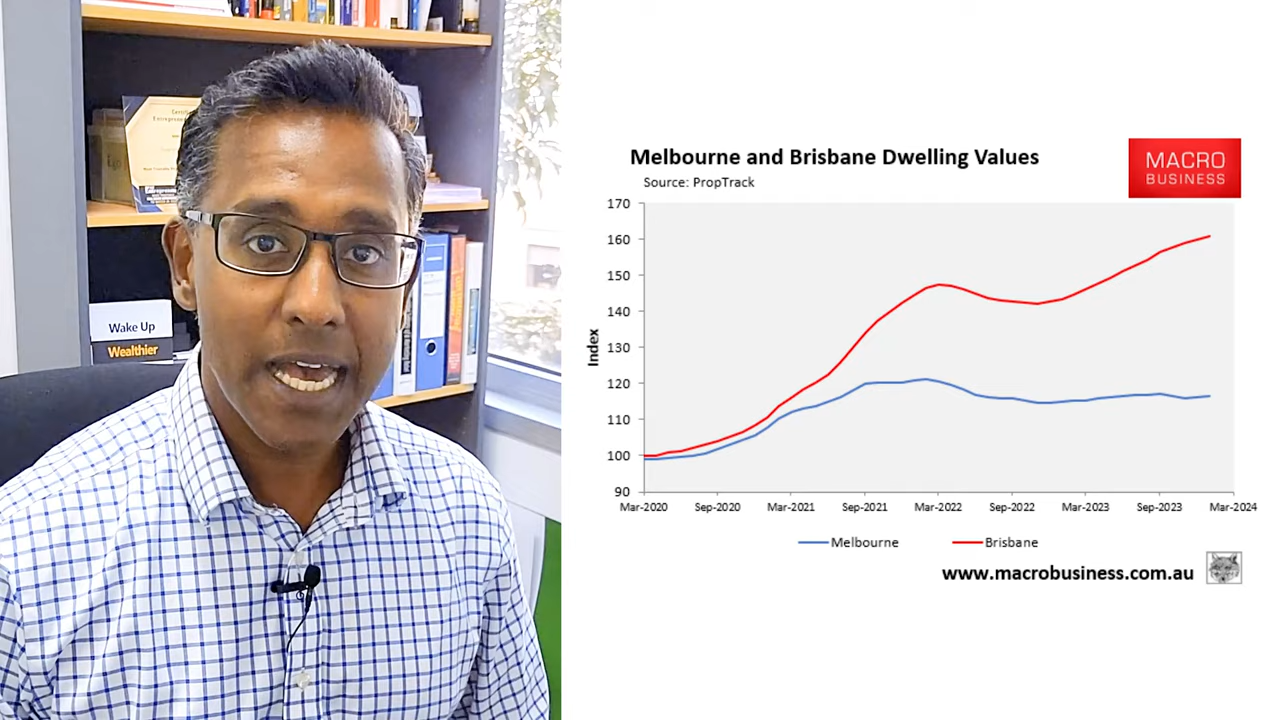 Certifi
Entrepreneu
Wake Up
Wealthier
Melbourne and Brisbane Dwelling Values
MACRO
BUSINESS
Source: PropTrack
170
160
150
140
130
120
110
100
90
Index
Mar-2020
Sep-2020
Mar-2021
Sep-2021
Mar-2022
Sep-2022
Mar-2023
Sep-2023
Mar-2024
Melbourne
Brisbane
www.macrobusiness.com.au